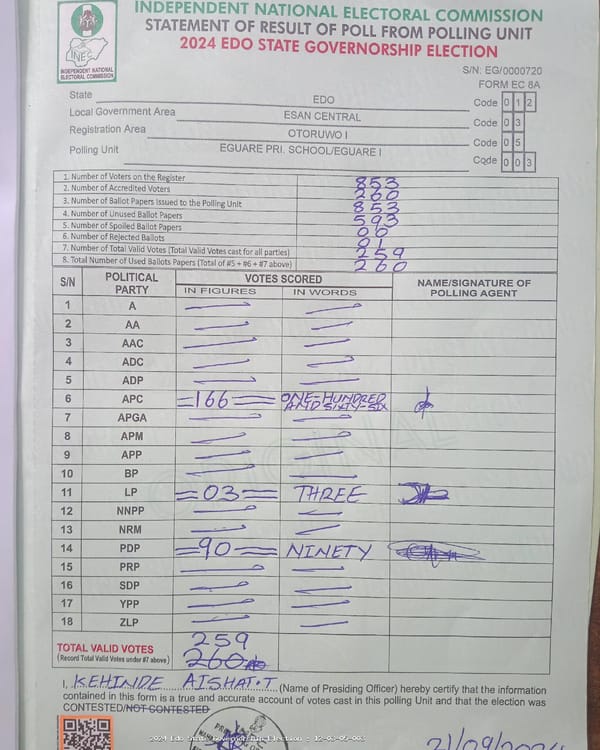 INDEPENDENT NATIONAL ELECTORAL COMMISSION
STATEMENT OF RESULT OF POLL FROM POLLING UNIT
2024 EDO STATE GOVERNORSHIP ELECTION
INEC
INDEPENDENT NATIONAL
ELECTORAL COMMISSION
S/N: EG/0000720
FORM EC 8A
State EDO Code 0 1 2
Local Government Area ESAN CENTRAL Code 0 3
Registration Area OTORUWO I Code 0 5
Polling Unit EGUARE PRI. SCHOOL/EGUARE I Code 0 0 3
1. Number of Voters on the Register 853
2. Number of Accredited Voters 260
3. Number of Ballot Papers Issued to the Polling Unit 853
4. Number of Unused Ballot Papers 593
5. Number of Spoiled Ballot Papers 00
6. Number of Rejected Ballots 01
7. Number of Total Valid Votes (Total Valid Votes cast for all parties) 259
8. Total Number of Used Ballots Papers (Total of #5 + #6 + #7 above) 260
S/N POLITICAL PARTY VOTES SCORED NAME/SIGNATURE OF POLLING AGENT
IN FIGURES IN WORDS
1 A
2 AA
3 AAC
4 ADC
5 ADP
6 APC =166= ONE-HUNDRED AND SIXTY-SIX
7 APGA
8 APM
9 APP
10 BP
11 LP =03= THREE
12 NNPP
13 NRM
14 PDP =90= NINETY
15 PRP
16 SDP
17 YPP
18 ZLP
TOTAL VALID VOTES 259
(Record Total Valid Votes under #7 above) 260
I, KEHINDE AISHAT.T (Name of Presiding Officer) hereby certify that the information
contained in this form is a true and accurate account of votes cast in this polling Unit and that the election was
CONTESTED/NOT CONTESTED
2024 Edo State Governorship Election - 12-03-05-003